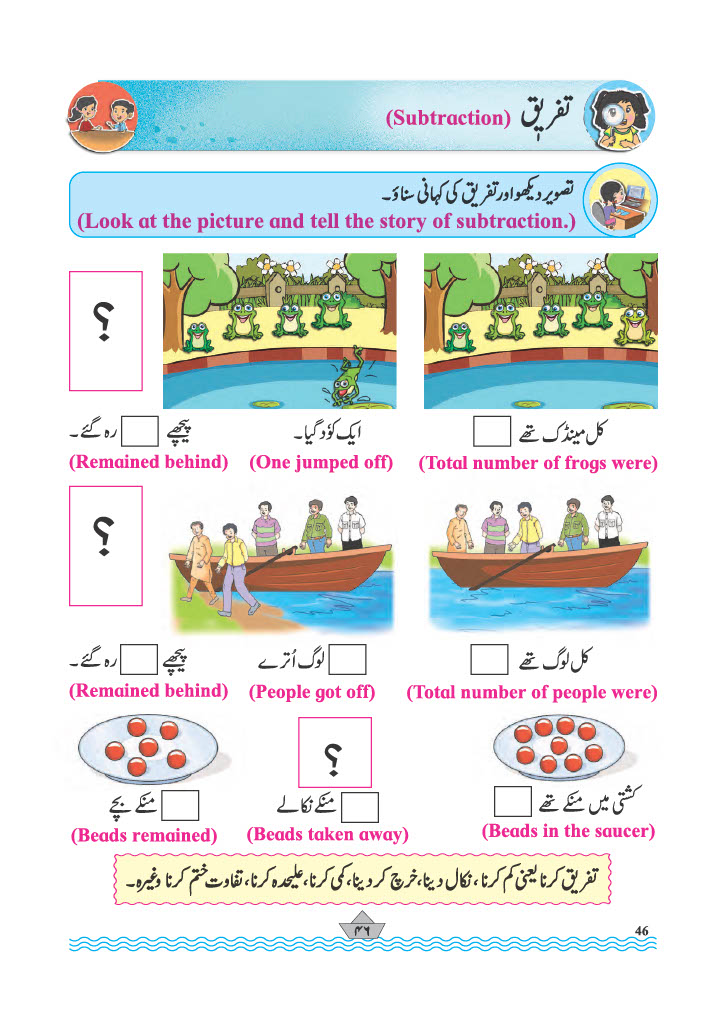 تفریق (Subtraction)
تصویر دیکھو اور تفریق کی کہانی سناؤ۔
(Look at the picture and tell the story of subtraction.)
؟
کل مینڈک تھے
ایک کوٗد گیا۔
پیچھے رہ گئے۔
(Total number of frogs were)
(One jumped off)
(Remained behind)
؟
کل لوگ تھے
لوگ اُترے
پیچھے رہ گئے۔
(Total number of people were)
(People got off)
(Remained behind)
؟
کشتی میں منکے تھے
منکے نکالے
منکے بچے
(Beads in the saucer)
(Beads taken away)
(Beads remained)
تفریق کرنا یعنی کم کرنا، نکال دینا، خرچ کر دینا، کمی کرنا، علیحدہ کرنا، تفاوت ختم کرنا وغیرہ۔
۴۶
46